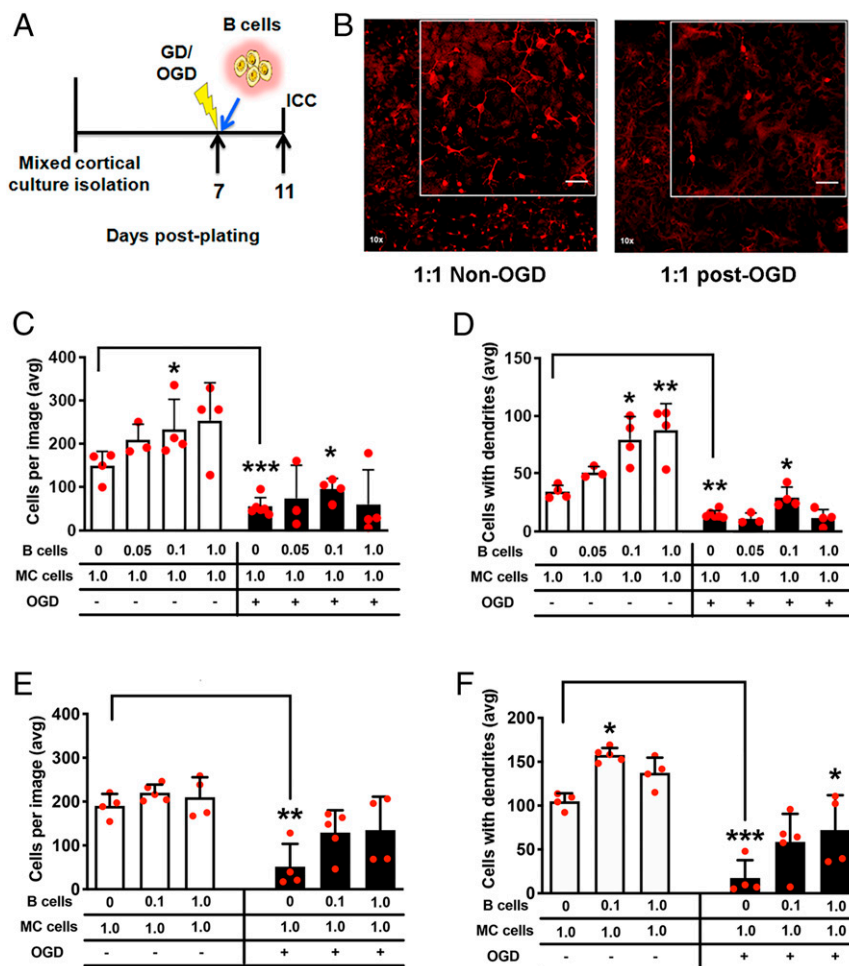 A
B cells
GD/
OGD
ICC
Mixed cortical
culture isolation
7
11
Days post-plating
B
10x
10x
1:1 Non-OGD
1:1 post-OGD
C
Cells per image (avg)
400
300
200
100
0
*
***
*
B cells 0 0.05 0.1 1.0 0 0.05 0.1 1.0
MC cells 1.0 1.0 1.0 1.0 1.0 1.0 1.0 1.0
OGD - - - - + + + +
D
Cells with dendrites (avg)
150
100
50
0
*
**
**
*
B cells 0 0.05 0.1 1.0 0 0.05 0.1 1.0
MC cells 1.0 1.0 1.0 1.0 1.0 1.0 1.0 1.0
OGD - - - - + + + +
E
Cells per image (avg)
400
300
200
100
0
**
B cells 0 0.1 1.0 0 0.1 1.0
MC cells 1.0 1.0 1.0 1.0 1.0 1.0
OGD - - - + + +
F
Cells with dendrites (avg)
200
150
100
50
0
*
***
*
B cells 0 0.1 1.0 0 0.1 1.0
MC cells 1.0 1.0 1.0 1.0 1.0 1.0
OGD - - - + + +